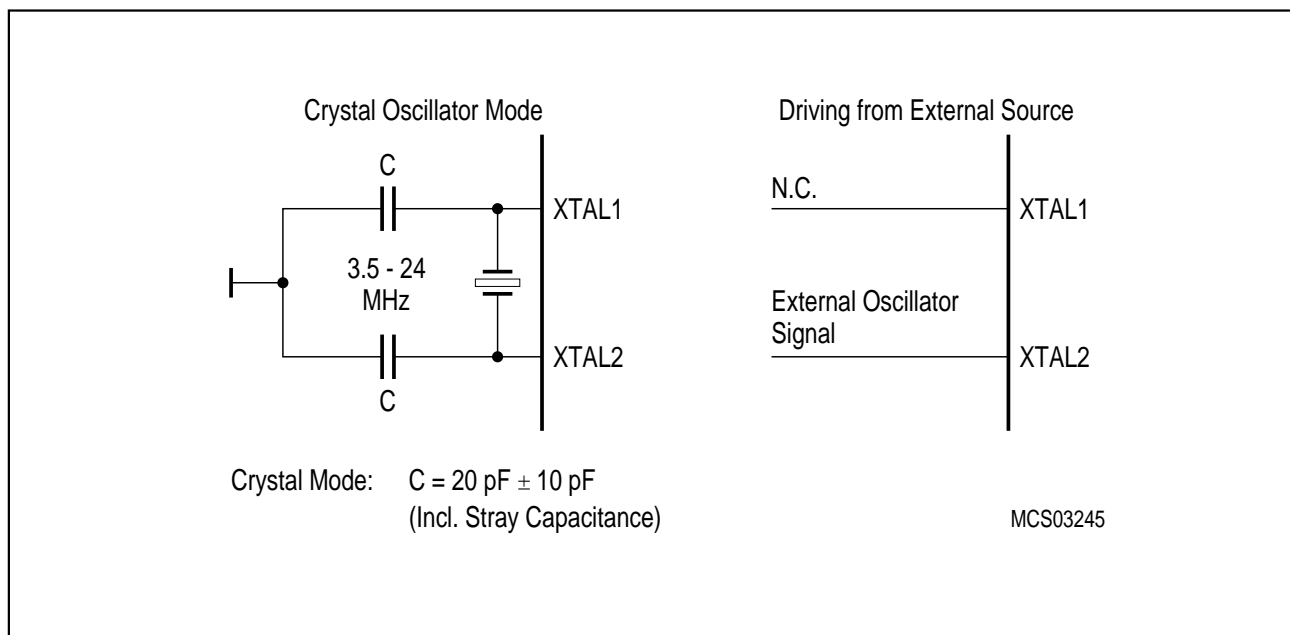 Crystal Oscillator Mode
C
XTAL1
3.5 - 24
MHz
XTAL2
C
Crystal Mode: C = 20 pF ± 10 pF
(Incl. Stray Capacitance)
Driving from External Source
N.C.
XTAL1
External Oscillator
Signal
XTAL2
MCS03245